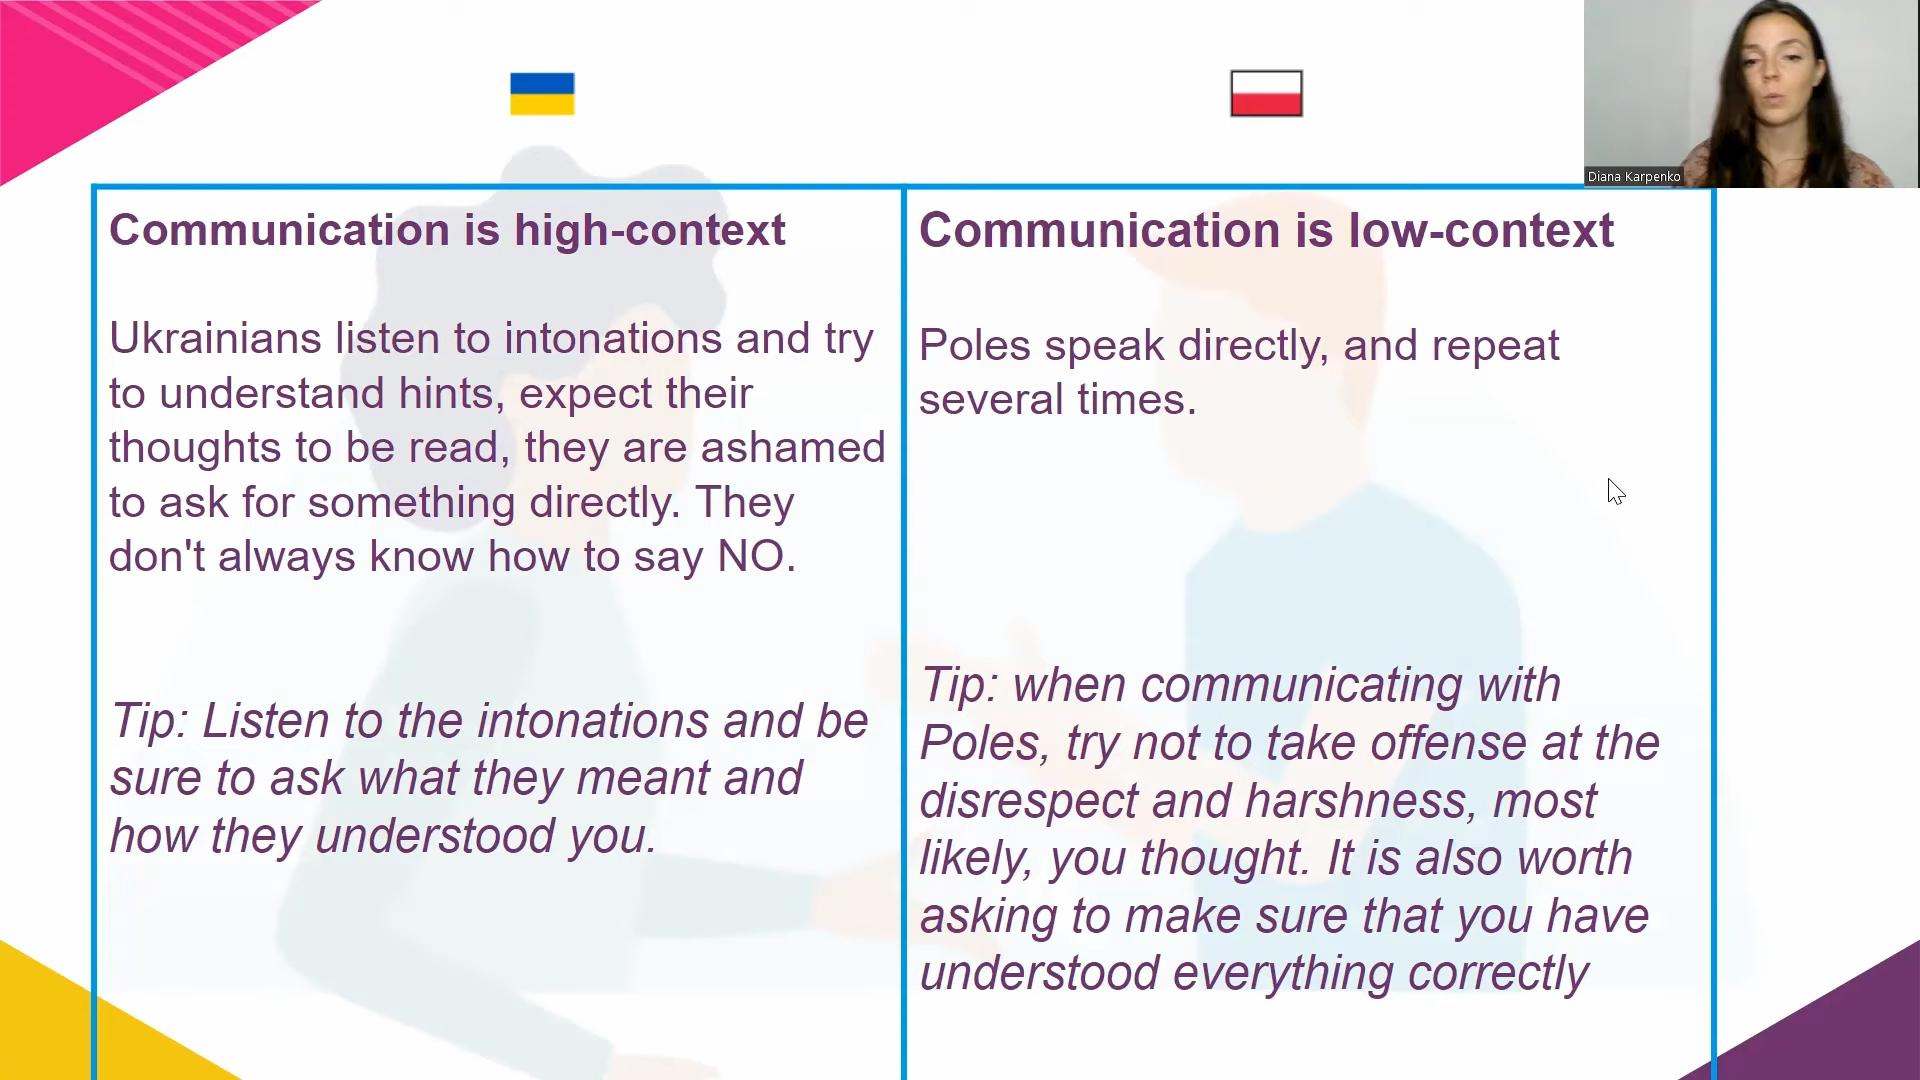 Diana Karpenko
Communication is high-context
Ukrainians listen to intonations and try
to understand hints, expect their
thoughts to be read, they are ashamed
to ask for something directly. They
don't always know how to say NO.
Tip: Listen to the intonations and be
sure to ask what they meant and
how they understood you.
Communication is low-context
Poles speak directly, and repeat
several times.
Tip: when communicating with
Poles, try not to take offense at the
disrespect and harshness, most
likely, you thought. It is also worth
asking to make sure that you have
understood everything correctly